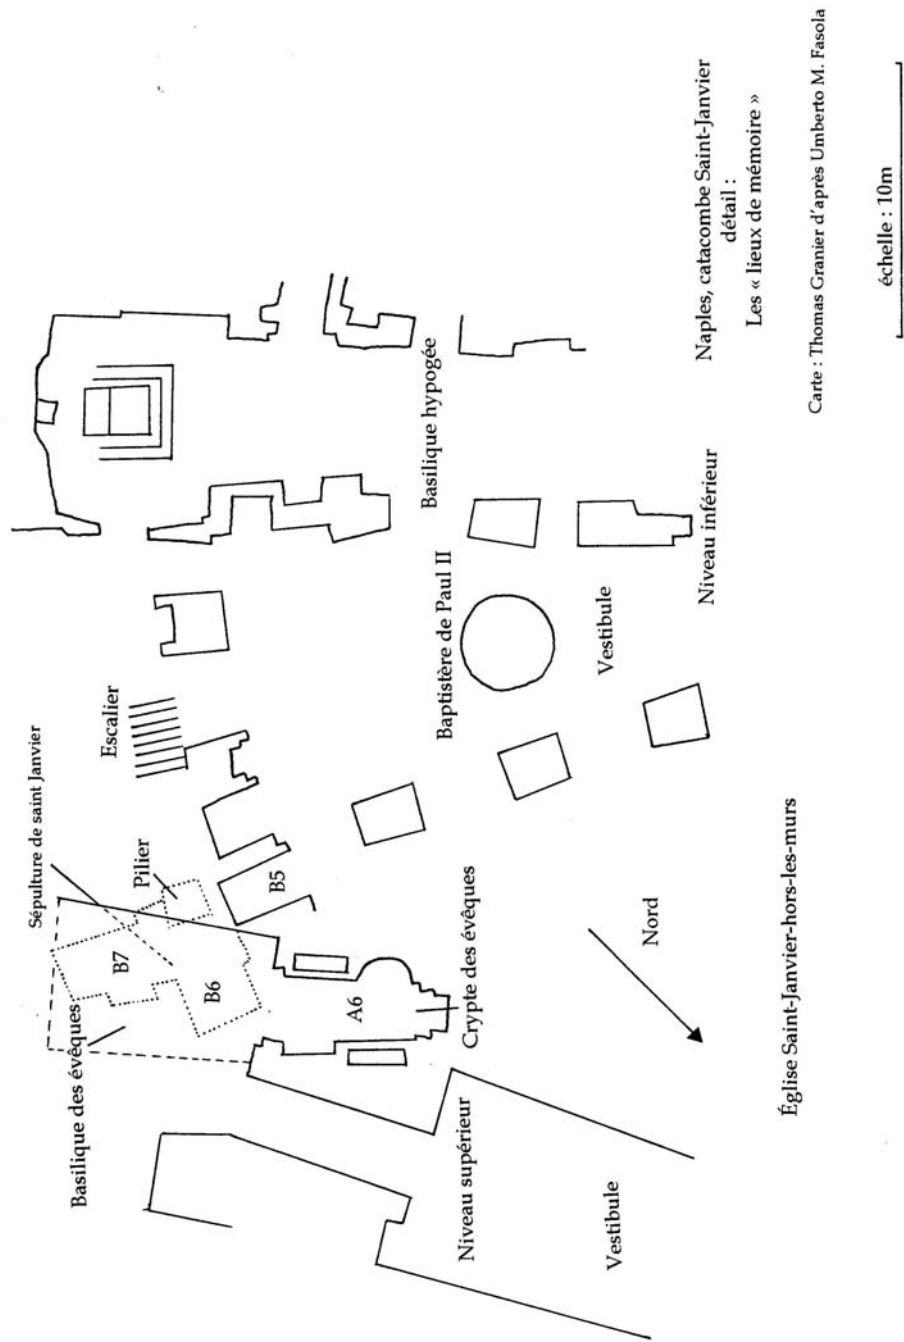 Sépulture de saint Janvier
Escalier
Pilier
B7
B6
B5
Basilique des évêques
A6
Crypte des évêques
Basilique hypogée
Baptistère de Paul II
Niveau supérieur
Vestibule
Vestibule
Niveau inférieur
Nord
Église Saint-Janvier-hors-les-murs
Naples, catacombe Saint-Janvier
détail :
Les « lieux de mémoire »
Carte : Thomas Granier d'après Umberto M. Fasola
échelle : 10m